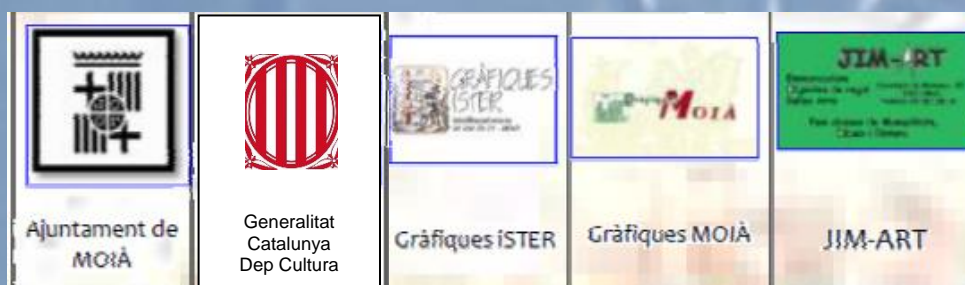 GRÀFIQUES
iSTER
MOIÀ
JIM-ART
Ajuntament de
MOIÀ
Generalitat
Catalunya
Dep Cultura
Gràfiques iSTER
Gràfiques MOIÀ
JIM-ART